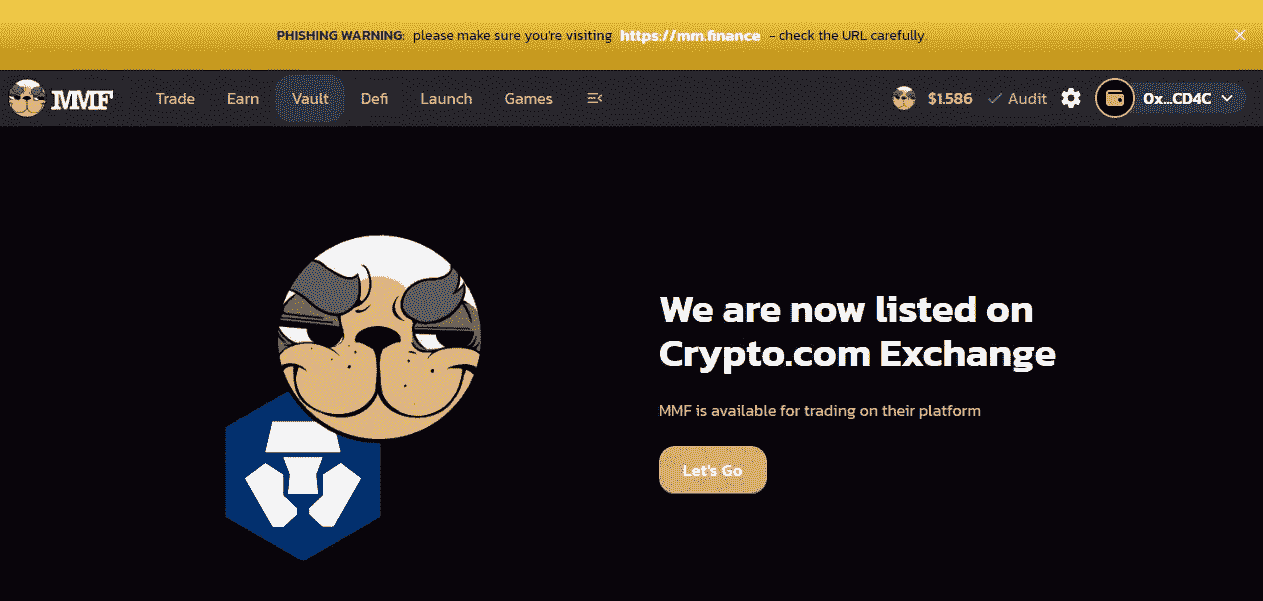 PHISHING WARNING: please make sure you're visiting https://mm.finance - check the URL carefully.
MMF Trade Earn Vault Defi Launch Games $1.586 Audit 0x...CD4C
We are now listed on
Crypto.com Exchange
MMF is available for trading on their platform
Let's Go